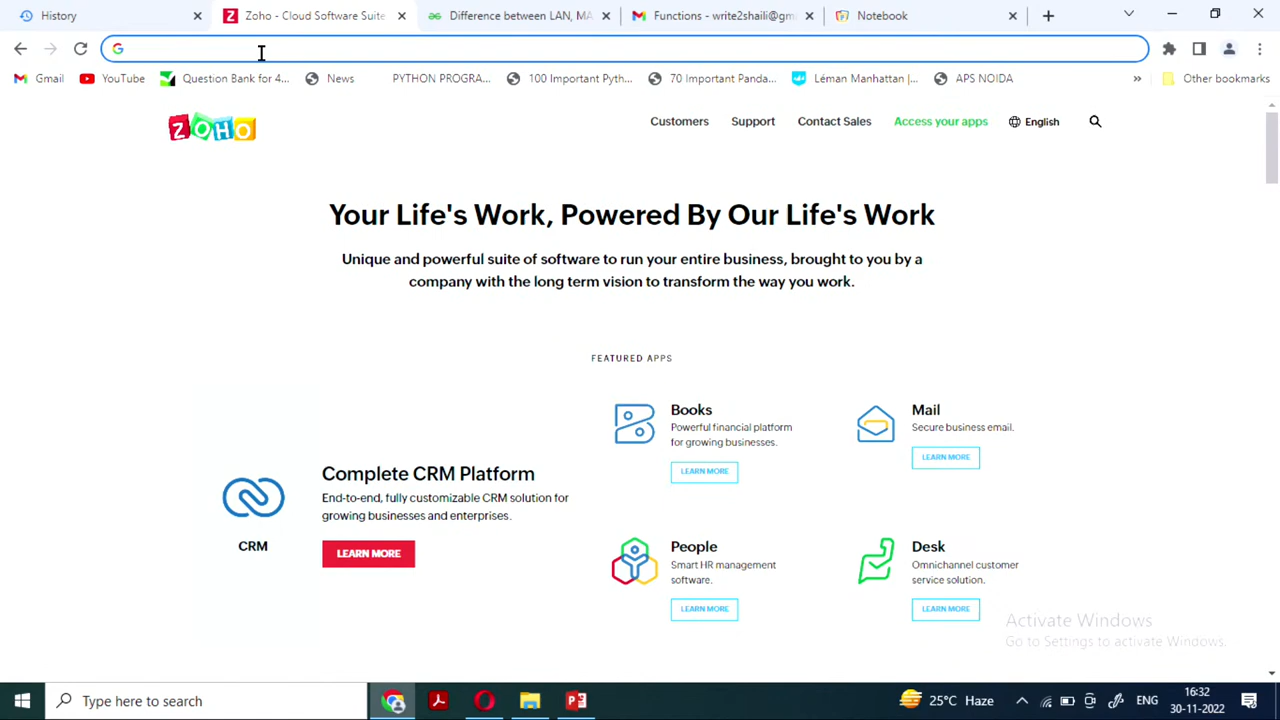 History
Zoho - Cloud Software Suite
Difference between LAN, MA
Functions - write2shaili@gm
Notebook
Gmail
YouTube
Question Bank for 4...
News
PYTHON PROGRA...
100 Important Pyth...
70 Important Panda...
Léman Manhattan |...
APS NOIDA
Other bookmarks
ZOHO
Customers
Support
Contact Sales
Access your apps
English
Your Life's Work, Powered By Our Life's Work
Unique and powerful suite of software to run your entire business, brought to you by a
company with the long term vision to transform the way you work.
FEATURED APPS
CRM
Complete CRM Platform
End-to-end, fully customizable CRM solution for
growing businesses and enterprises.
LEARN MORE
Books
Powerful financial platform
for growing businesses.
LEARN MORE
Mail
Secure business email.
LEARN MORE
People
Smart HR management
software.
LEARN MORE
Desk
Omnichannel customer
service solution.
LEARN MORE
Activate Windows
Go to Settings to activate Windows.
Type here to search
25°C Haze
ENG
16:32
30-11-2022